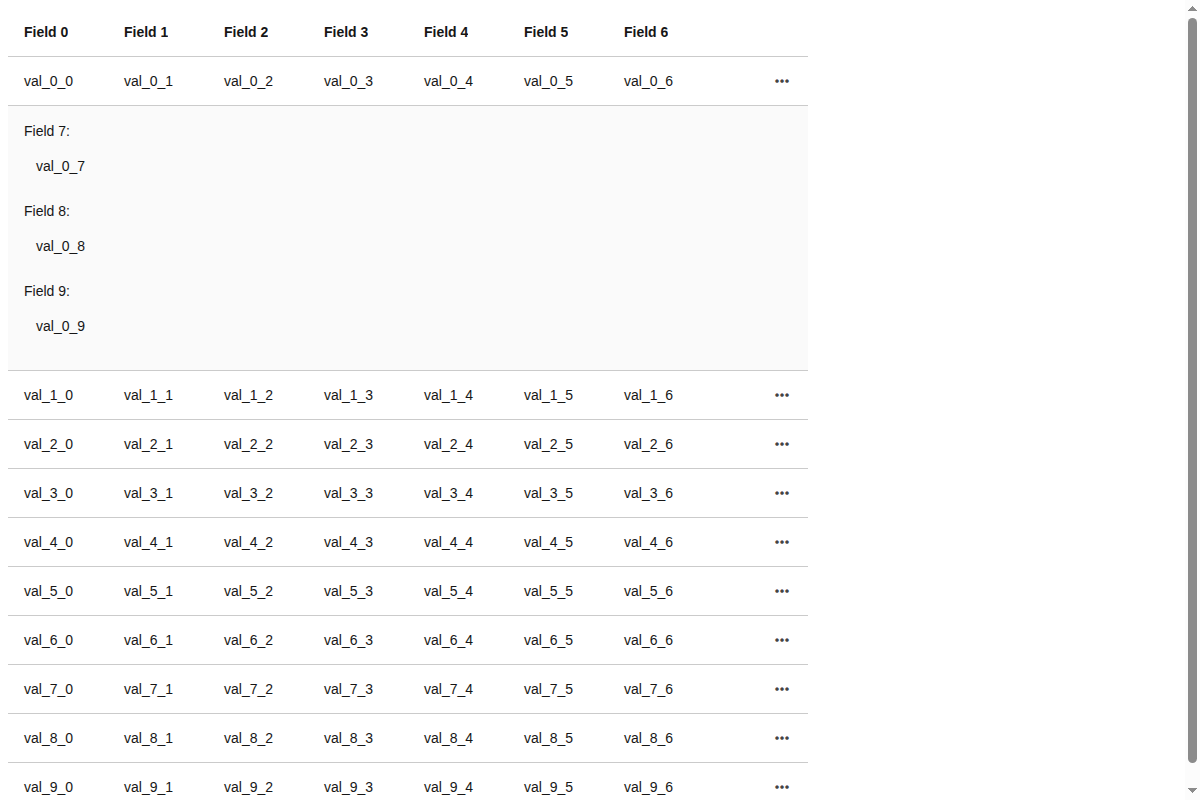 Field 0 Field 1 Field 2 Field 3 Field 4 Field 5 Field 6
val_0_0 val_0_1 val_0_2 val_0_3 val_0_4 val_0_5 val_0_6 •••
Field 7:
val_0_7
Field 8:
val_0_8
Field 9:
val_0_9
val_1_0 val_1_1 val_1_2 val_1_3 val_1_4 val_1_5 val_1_6 •••
val_2_0 val_2_1 val_2_2 val_2_3 val_2_4 val_2_5 val_2_6 •••
val_3_0 val_3_1 val_3_2 val_3_3 val_3_4 val_3_5 val_3_6 •••
val_4_0 val_4_1 val_4_2 val_4_3 val_4_4 val_4_5 val_4_6 •••
val_5_0 val_5_1 val_5_2 val_5_3 val_5_4 val_5_5 val_5_6 •••
val_6_0 val_6_1 val_6_2 val_6_3 val_6_4 val_6_5 val_6_6 •••
val_7_0 val_7_1 val_7_2 val_7_3 val_7_4 val_7_5 val_7_6 •••
val_8_0 val_8_1 val_8_2 val_8_3 val_8_4 val_8_5 val_8_6 •••
val_9_0 val_9_1 val_9_2 val_9_3 val_9_4 val_9_5 val_9_6 •••